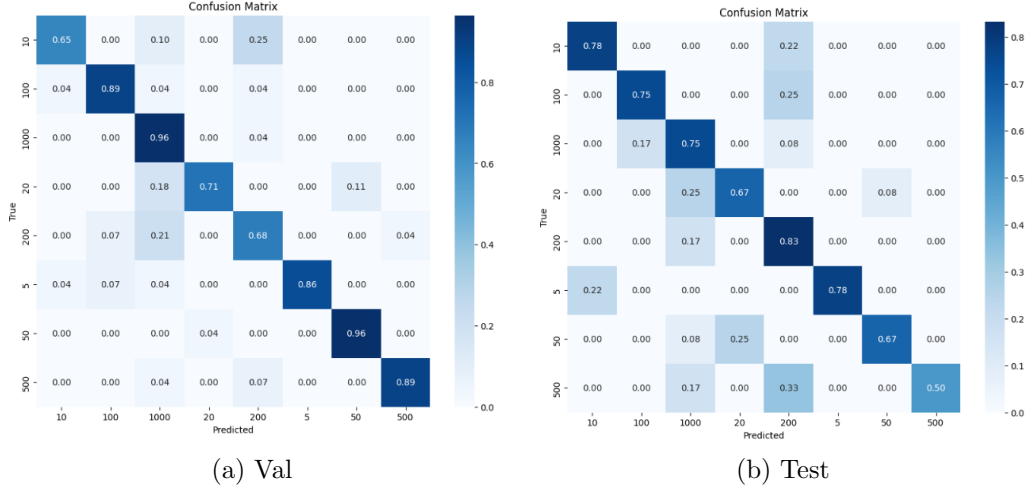 Confusion Matrix
10 0.65 0.00 0.10 0.00 0.25 0.00 0.00 0.00
100 0.04 0.89 0.04 0.00 0.04 0.00 0.00 0.00
1000 0.00 0.00 0.96 0.00 0.04 0.00 0.00 0.00
20 0.00 0.00 0.18 0.71 0.00 0.00 0.11 0.00
200 0.00 0.07 0.21 0.00 0.68 0.00 0.00 0.04
5 0.04 0.07 0.04 0.00 0.00 0.86 0.00 0.00
50 0.00 0.00 0.00 0.04 0.00 0.00 0.96 0.00
500 0.00 0.00 0.04 0.00 0.07 0.00 0.00 0.89
True
10 100 1000 20 200 5 50 500
Predicted
0.8
0.6
0.4
0.2
0.0
(a) Val
Confusion Matrix
10 0.78 0.00 0.00 0.00 0.22 0.00 0.00 0.00
100 0.00 0.75 0.00 0.00 0.25 0.00 0.00 0.00
1000 0.00 0.17 0.75 0.00 0.08 0.00 0.00 0.00
20 0.00 0.00 0.25 0.67 0.00 0.00 0.08 0.00
200 0.00 0.00 0.17 0.00 0.83 0.00 0.00 0.00
5 0.22 0.00 0.00 0.00 0.00 0.78 0.00 0.00
50 0.00 0.00 0.08 0.25 0.00 0.00 0.67 0.00
500 0.00 0.00 0.17 0.00 0.33 0.00 0.00 0.50
True
10 100 1000 20 200 5 50 500
Predicted
0.8
0.7
0.6
0.5
0.4
0.3
0.2
0.1
0.0
(b) Test